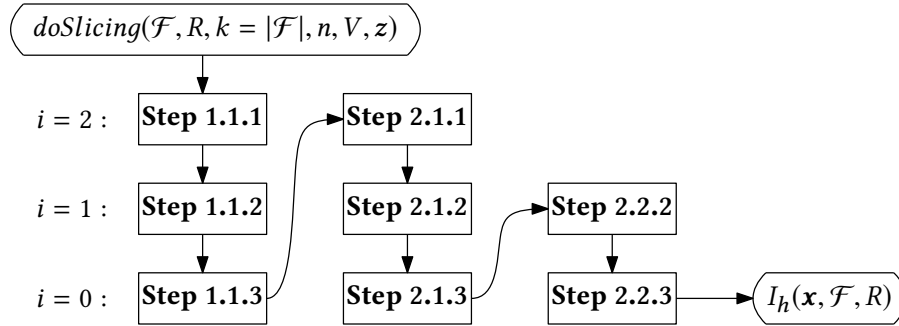 doSlicing(ℱ, R, k = |ℱ|, n, V, z)
i = 2 : Step 1.1.1 Step 2.1.1
i = 1 : Step 1.1.2 Step 2.1.2 Step 2.2.2
i = 0 : Step 1.1.3 Step 2.1.3 Step 2.2.3 I_h(x, ℱ, R)